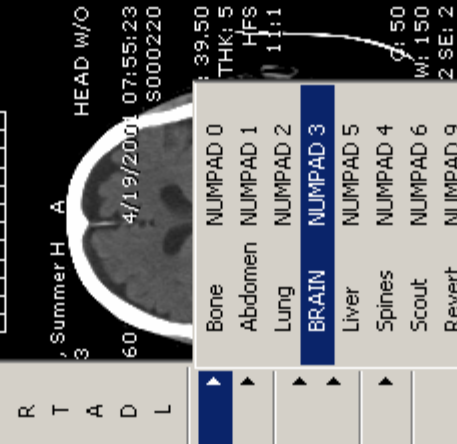 R
T
A
D
L
, Summer H A
3 HEAD W/O
60 4/19/2001 07:55:23
S000220
: 39.50
THK: 5
HFS
11:1
Bone NUMPAD 0
Abdomen NUMPAD 1
Lung NUMPAD 2
BRAIN NUMPAD 3
Liver NUMPAD 5
Spines NUMPAD 4
Scout NUMPAD 6
Revert NUMPAD 9
: 50
W: 150
2 SE: 2